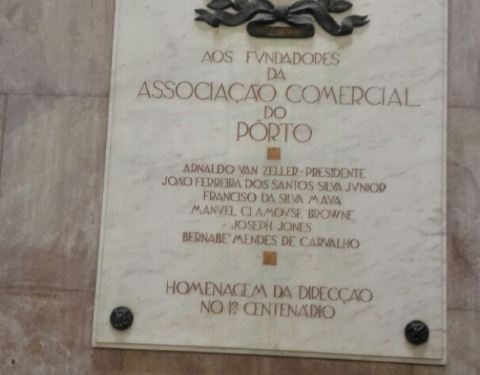 AOS FVNDADORES
DA
ASSOCIAÇÃO COMERCIAL
DO
PÔRTO
ARNALDO VAN ZELLER · PRESIDENTE
JOÃO FERREIRA DOS SANTOS SILVA JVNIOR
FRANCISO DA SILVA MAYA
MANVEL CLAMOVSE BROWNE
JOSEPH JONES
BERNABÉ MENDES DE CARVALHO
HOMENAGEM DA DIRECÇÃO
NO 1º CENTENÁRIO